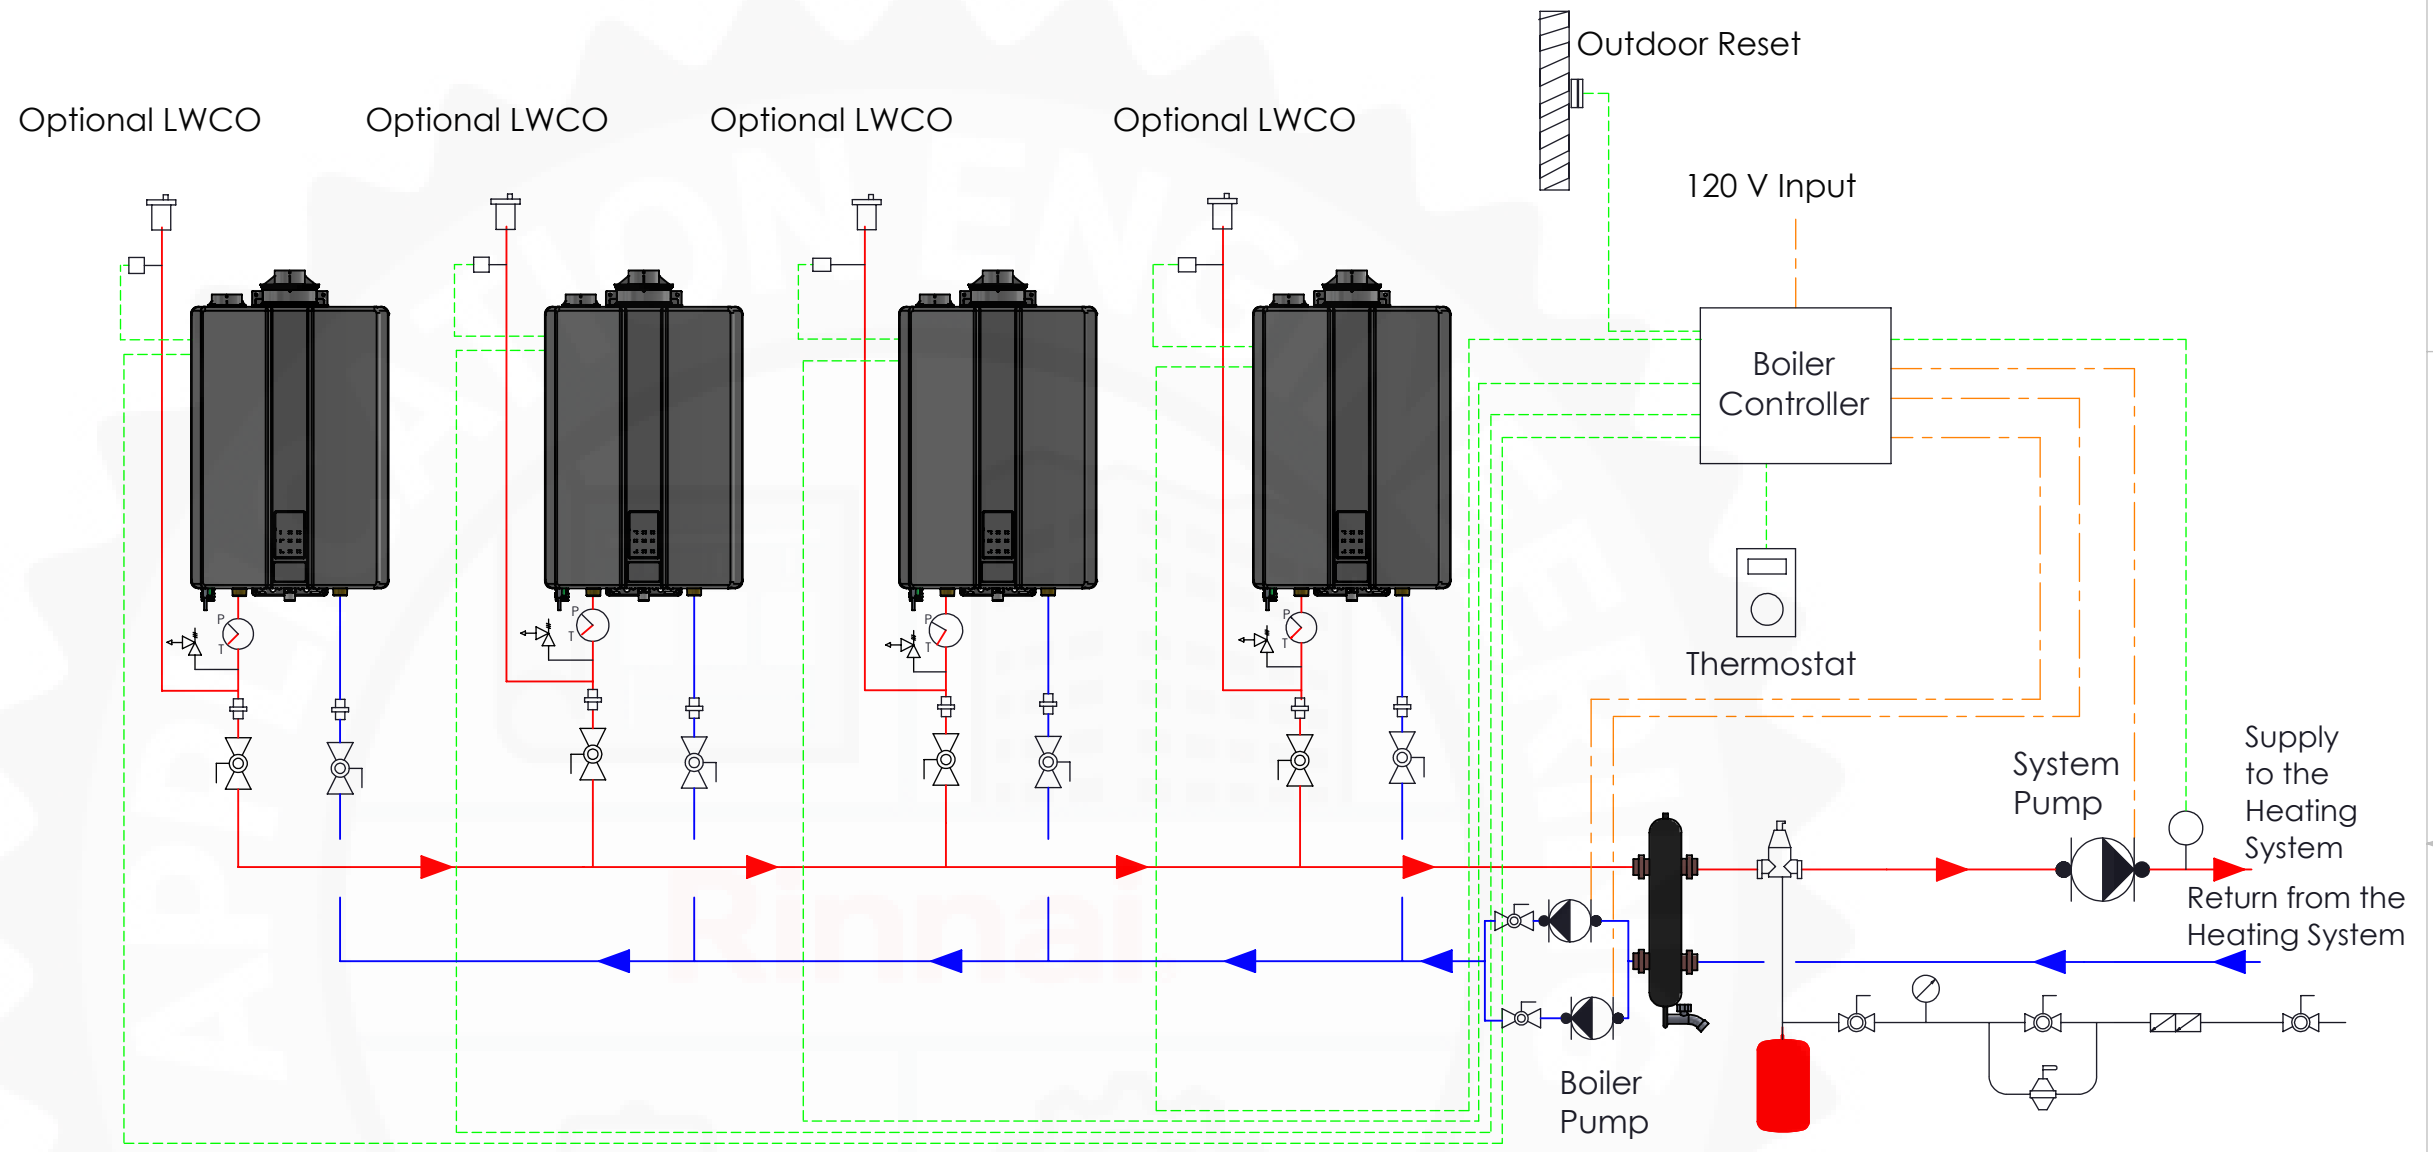 Outdoor Reset
Optional LWCO
Optional LWCO
Optional LWCO
Optional LWCO
120 V Input
Boiler
Controller
P
T
P
T
P
T
P
T
Thermostat
System
Pump
Supply
to the
Heating
System
Return from the
Heating System
Rinnai
Boiler
Pump